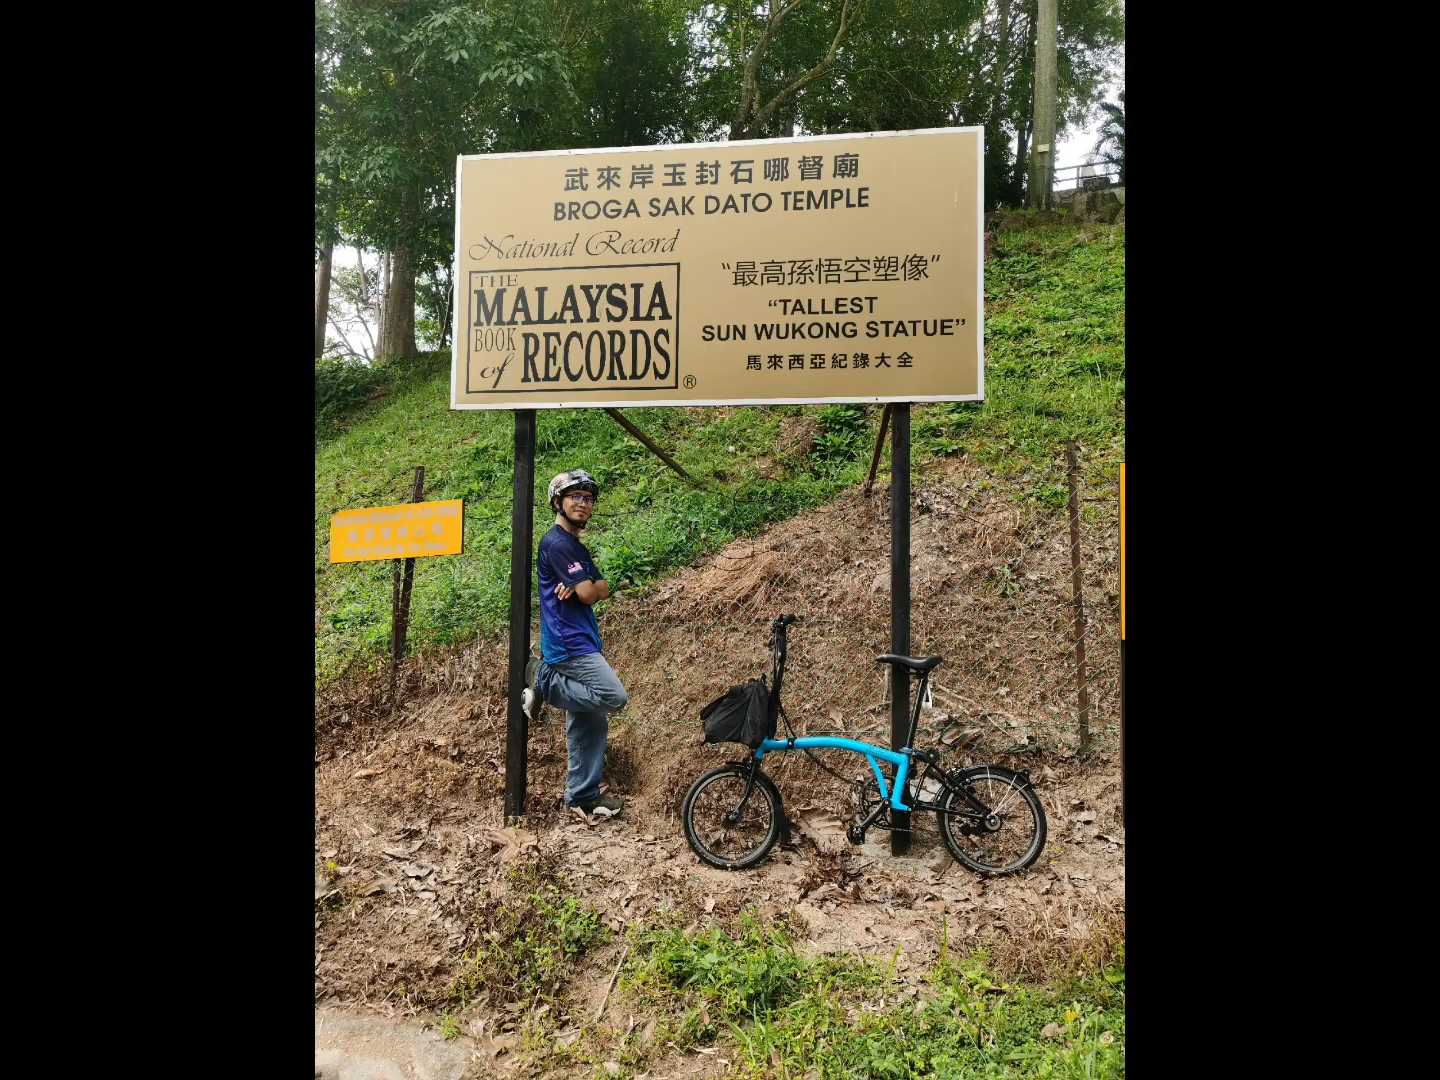 武來岸玉封石哪督廟
BROGA SAK DATO TEMPLE
National Record
THE
MALAYSIA
BOOK
of RECORDS
®
“最高孫悟空塑像”
“TALLEST
SUN WUKONG STATUE”
馬來西亞紀錄大全